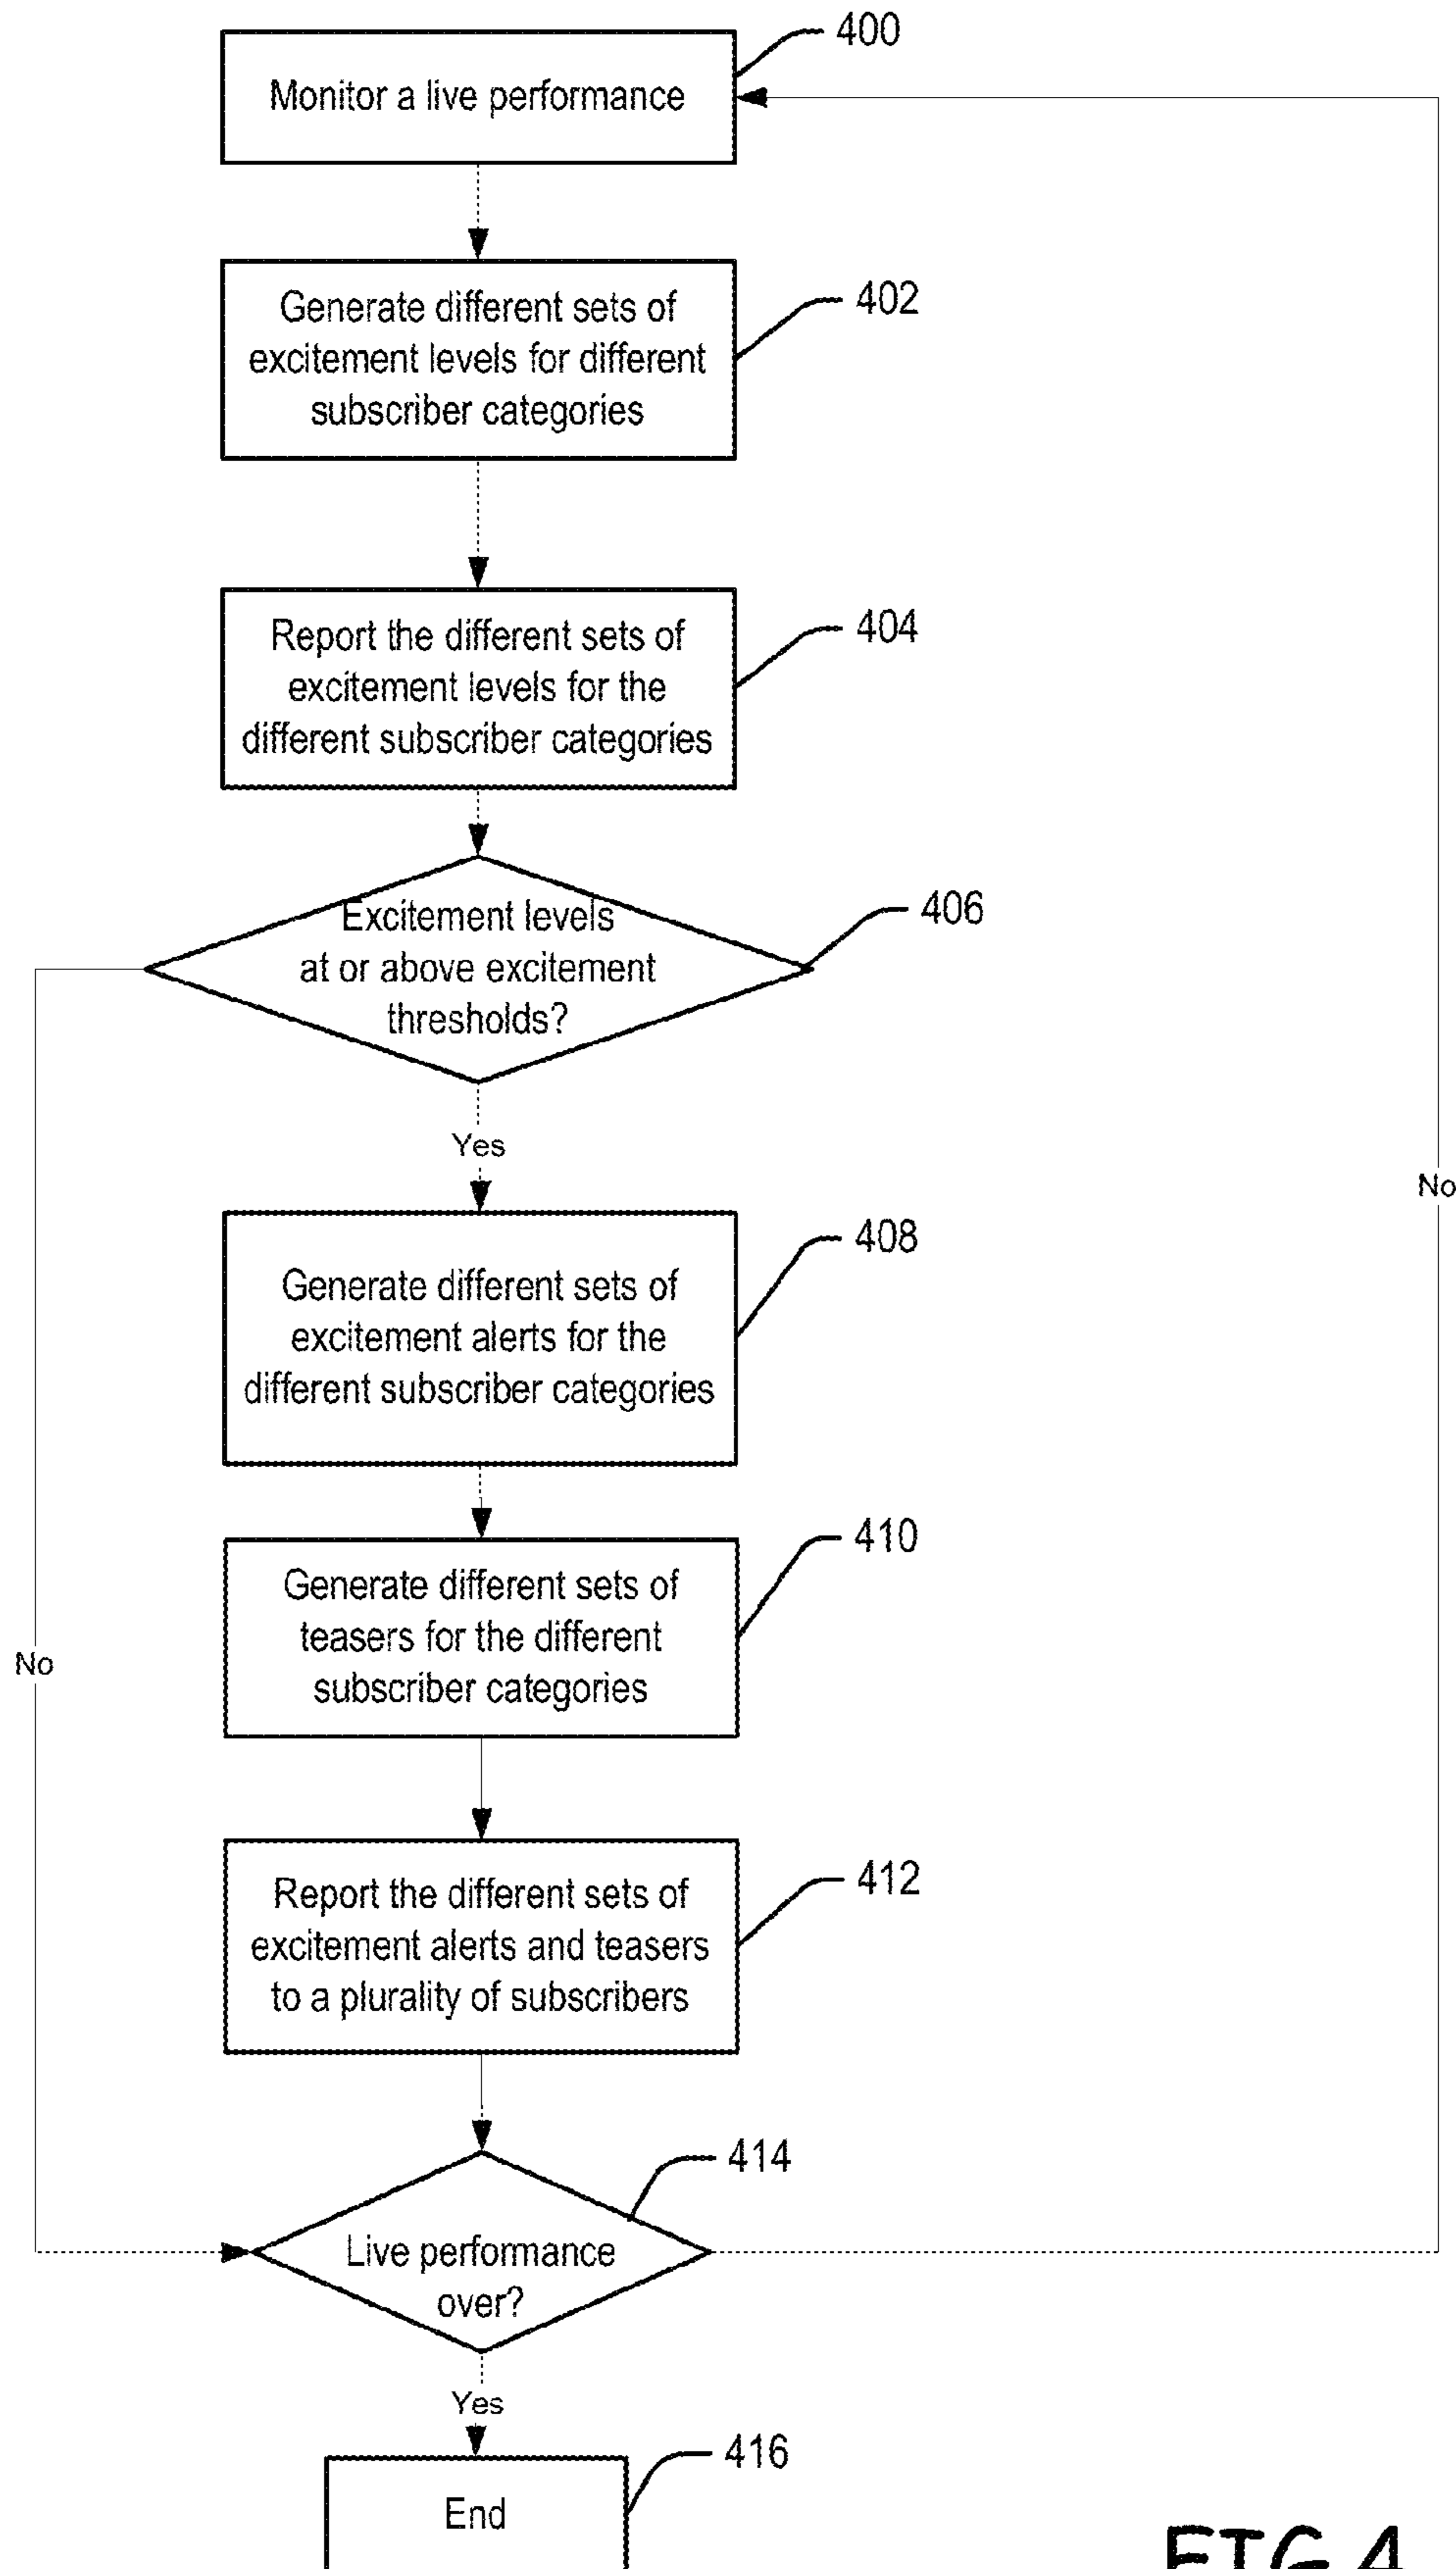 400
Monitor a live performance
402
Generate different sets of
excitement levels for different
subscriber categories
404
Report the different sets of
excitement levels for the
different subscriber categories
406
Excitement levels
at or above excitement
thresholds?
Yes
No
408
Generate different sets of
excitement alerts for the
different subscriber categories
410
Generate different sets of
teasers for the different
subscriber categories
No
412
Report the different sets of
excitement alerts and teasers
to a plurality of subscribers
414
Live performance
over?
Yes
416
End
FIG.4